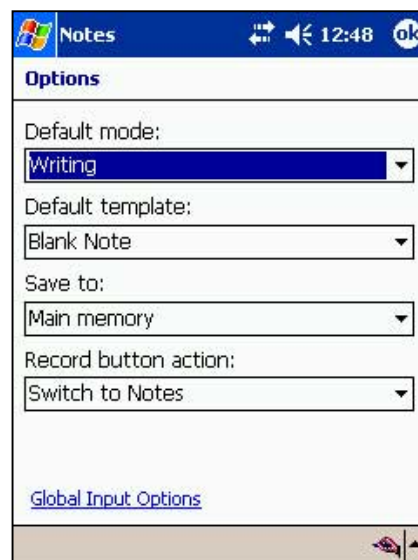 Notes 12:48 ok
Options
Default mode:
Writing
Default template:
Blank Note
Save to:
Main memory
Record button action:
Switch to Notes
Global Input Options